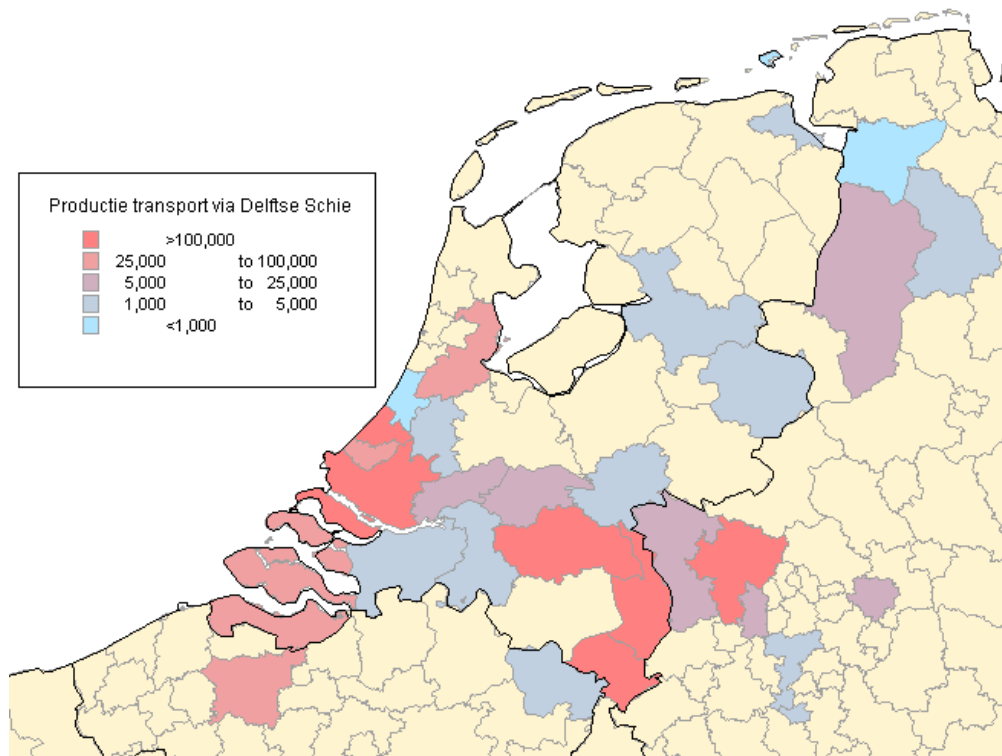 Productie transport via Delftse Schie
>100,000
25,000 to 100,000
5,000 to 25,000
1,000 to 5,000
<1,000